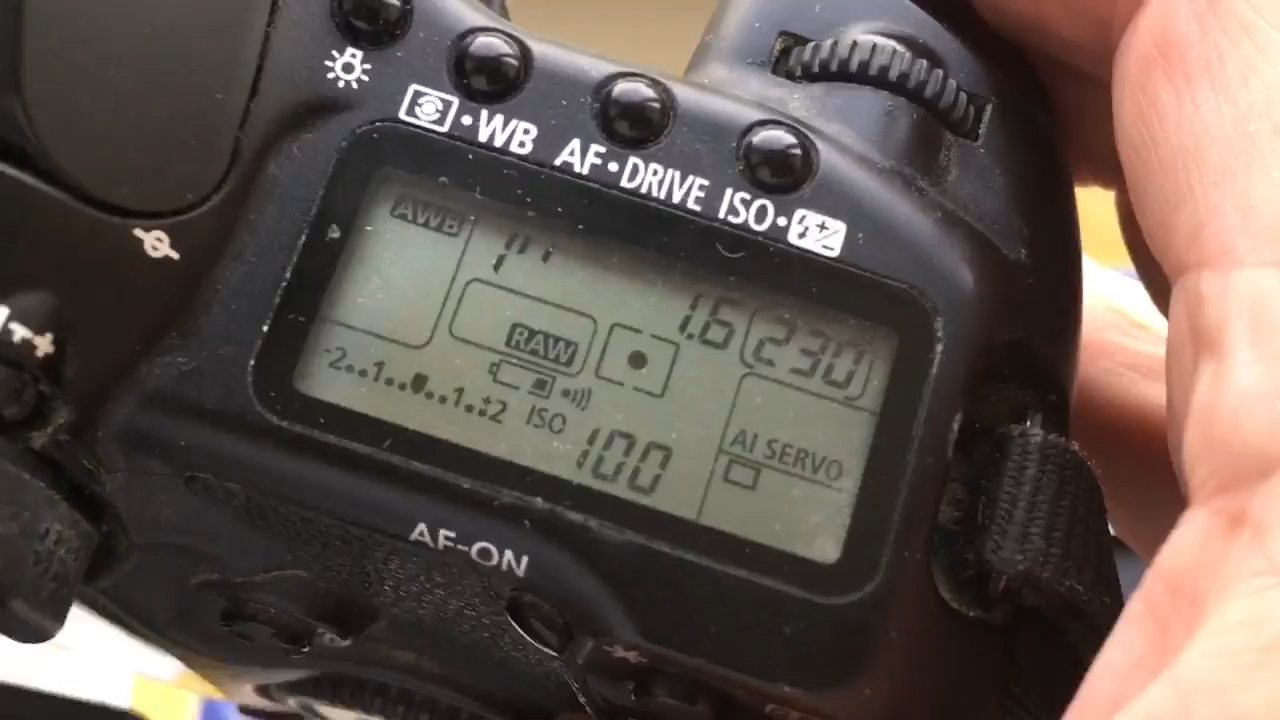 WB AF•DRIVE ISO•
AWB
1.6 230
RAW
-2..1..▮..1.+2 ISO 100
AI SERVO
AF-ON